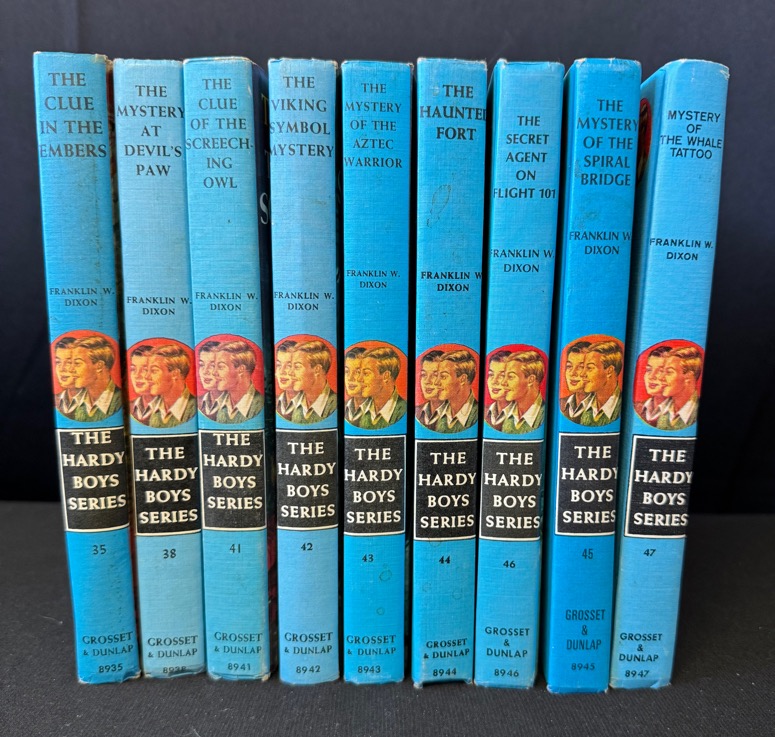 THE
CLUE
IN THE
EMBERS
FRANKLIN W.
DIXON
THE
HARDY
BOYS
SERIES
35
GROSSET
& DUNLAP
8935
THE
MYSTERY
AT
DEVIL'S
PAW
FRANKLIN W.
DIXON
THE
HARDY
BOYS
SERIES
38
GROSSET
& DUNLAP
8938
THE
CLUE
OF THE
SCREECH-
ING
OWL
FRANKLIN W.
DIXON
THE
HARDY
BOYS
SERIES
41
GROSSET
& DUNLAP
8941
THE
VIKING
SYMBOL
MYSTERY
FRANKLIN W.
DIXON
THE
HARDY
BOYS
SERIES
42
GROSSET
& DUNLAP
8942
THE
MYSTERY
OF THE
AZTEC
WARRIOR
FRANKLIN W.
DIXON
THE
HARDY
BOYS
SERIES
43
GROSSET
& DUNLAP
8943
THE
HAUNTED
FORT
FRANKLIN W.
DIXON
THE
HARDY
BOYS
SERIES
44
GROSSET
& DUNLAP
8944
THE
SECRET
AGENT
ON
FLIGHT 101
FRANKLIN W.
DIXON
THE
HARDY
BOYS
SERIES
46
GROSSET
&
DUNLAP
8946
THE
MYSTERY
OF THE
SPIRAL
BRIDGE
FRANKLIN W.
DIXON
THE
HARDY
BOYS
SERIES
45
GROSSET
&
DUNLAP
8945
MYSTERY
OF
THE WHALE
TATTOO
FRANKLIN W.
DIXON
THE
HARDY
BOYS
SERIES
47
GROSSET
&
DUNLAP
8947